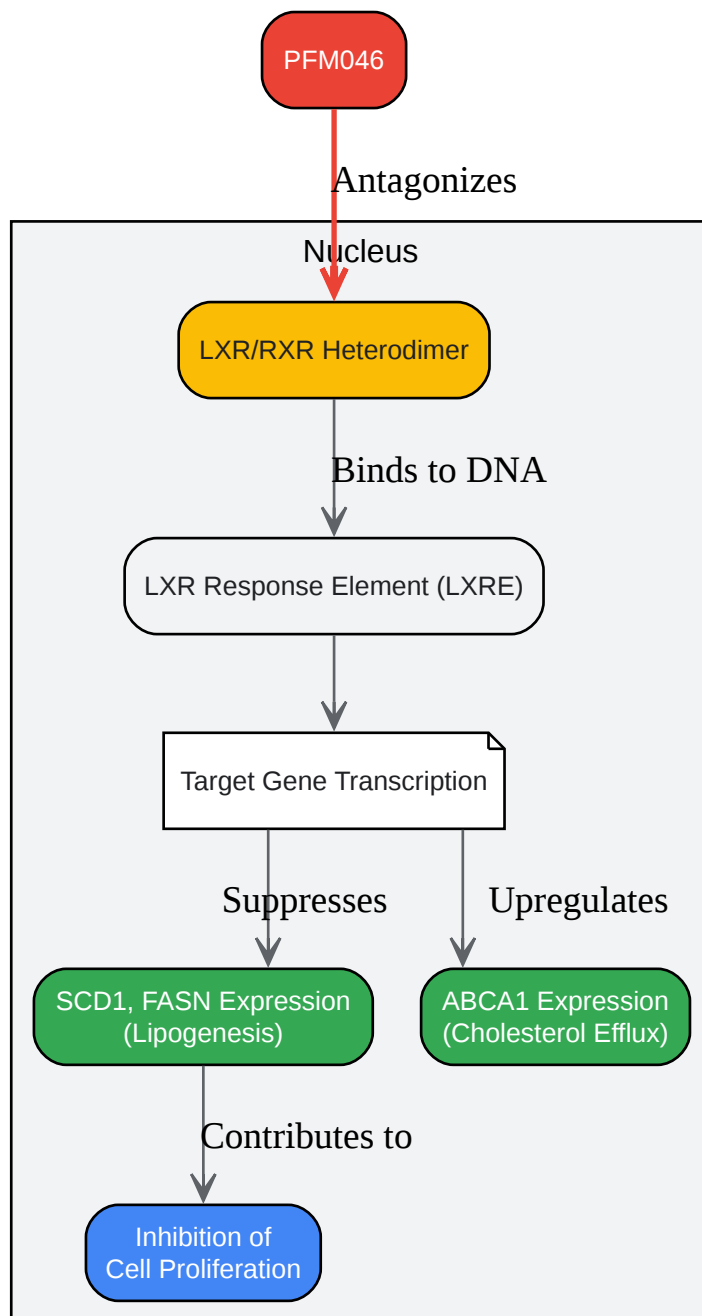 PFM046
Antagonizes
Nucleus
LXR/RXR Heterodimer
Binds to DNA
LXR Response Element (LXRE)
Target Gene Transcription
Suppresses
Upregulates
SCD1, FASN Expression
(Lipogenesis)
ABCA1 Expression
(Cholesterol Efflux)
Contributes to
Inhibition of
Cell Proliferation